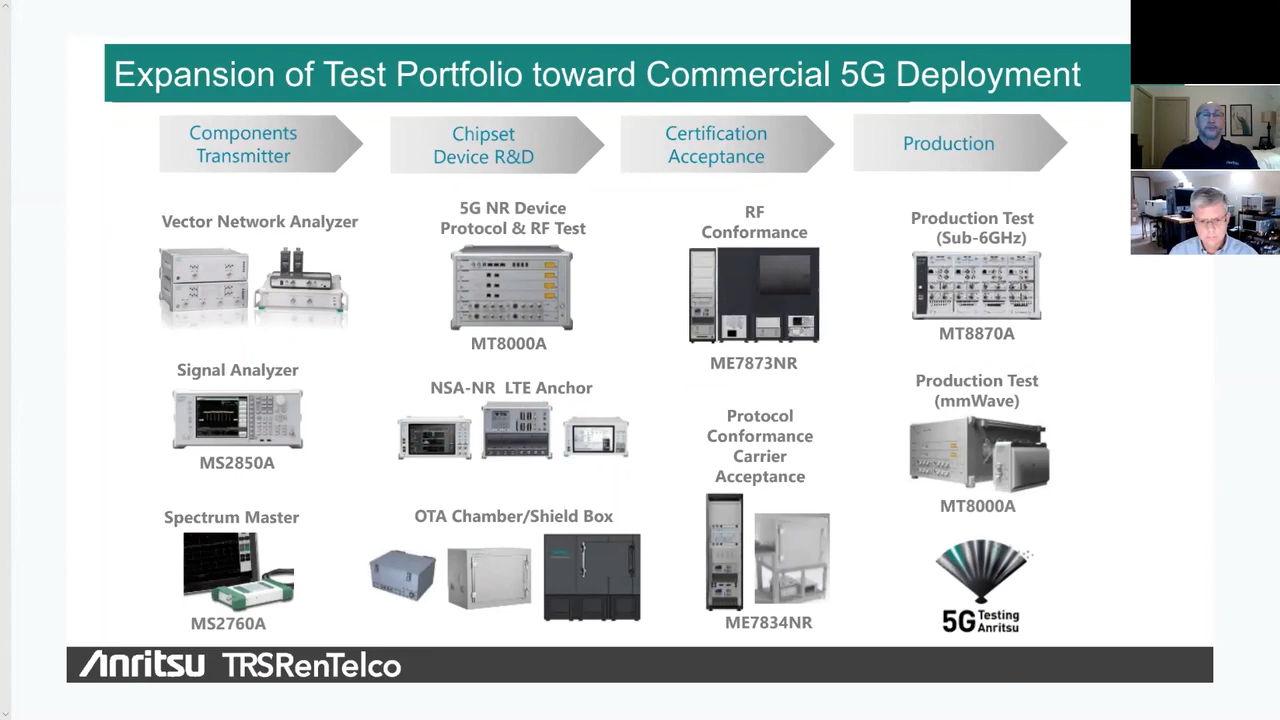 Expansion of Test Portfolio toward Commercial 5G Deployment
Components
Transmitter
Chipset
Device R&D
Certification
Acceptance
Production
Vector Network Analyzer
Signal Analyzer
MS2850A
Spectrum Master
MS2760A
5G NR Device
Protocol & RF Test
MT8000A
NSA-NR LTE Anchor
OTA Chamber/Shield Box
RF
Conformance
ME7873NR
Protocol
Conformance
Carrier
Acceptance
ME7834NR
Production Test
(Sub-6GHz)
MT8870A
Production Test
(mmWave)
MT8000A
5G Testing
Anritsu
Anritsu TRSRenTelco